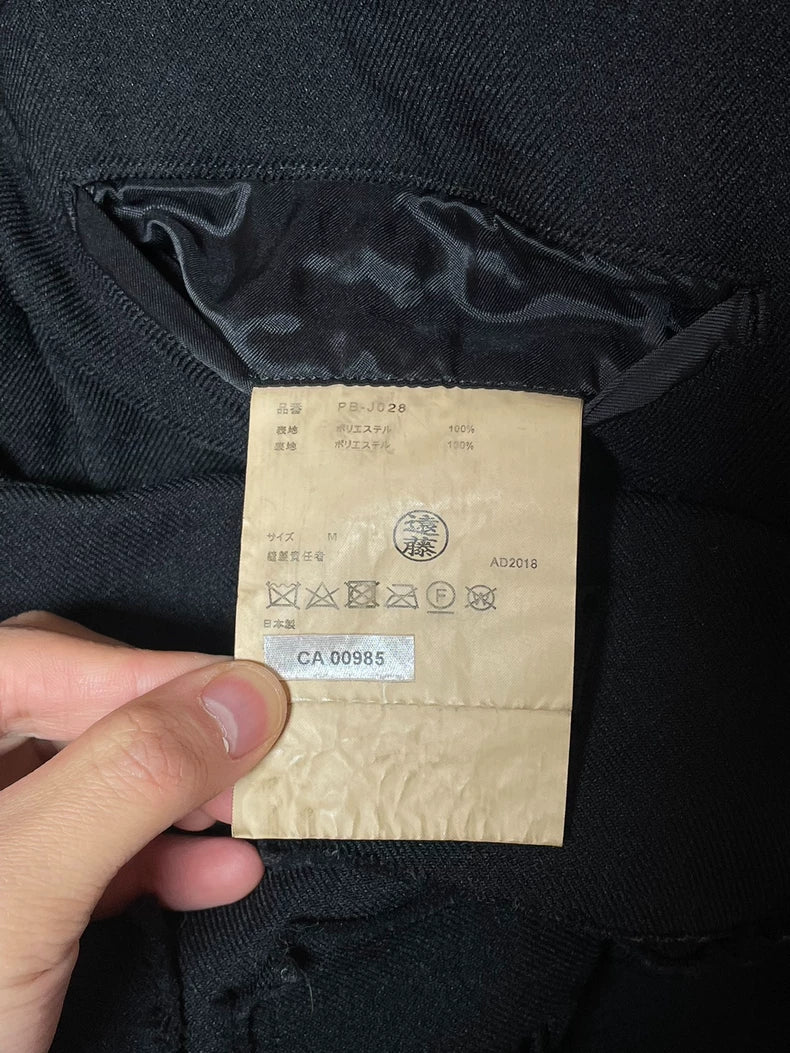 品番 PB-J028
表地 ポリエステル 100%
裏地 ポリエステル 100%
サイズ M
遠藤
縫製責任者
AD2018
F
W
日本製
CA 00985